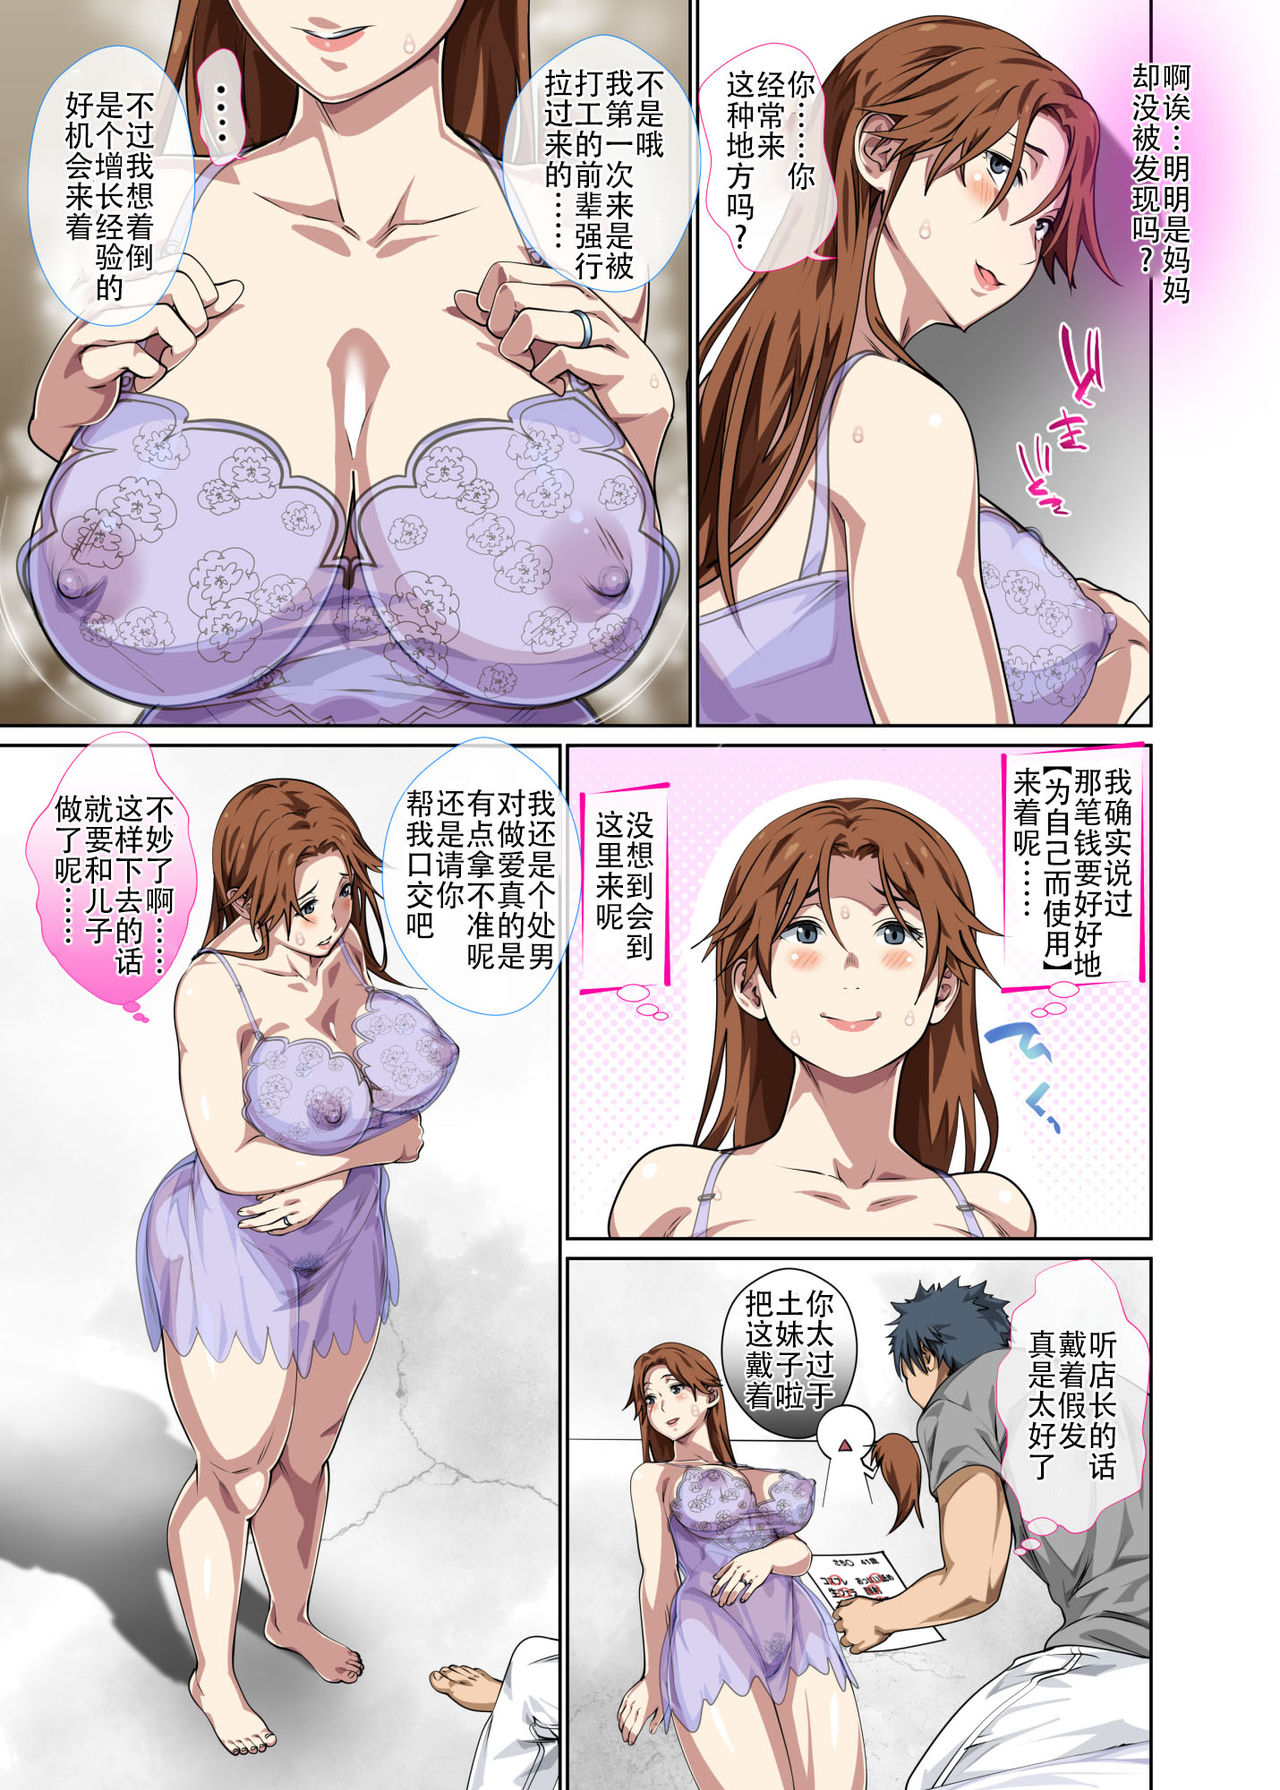 啊诶…明明是妈妈
却没被发现吗?
你……你
经常来
这种地方吗?
不是哦
我第一次来是被
打工的前辈强行
拉过来的……
……
不过我想着倒
是个增长经验的
好机会来着
我确实说过
那笔钱要好好地
【为自己而使用】
来着呢……
没想到会到
这里来呢
听店长的话
戴着假发
真是太好了
你太过于
土妹子啦
把这戴着
我还是个处男
对做爱真的是
有点拿不准呢
还是请你
帮我口交吧
不妙了啊……
这样下去的话
就要和儿子
做了呢……